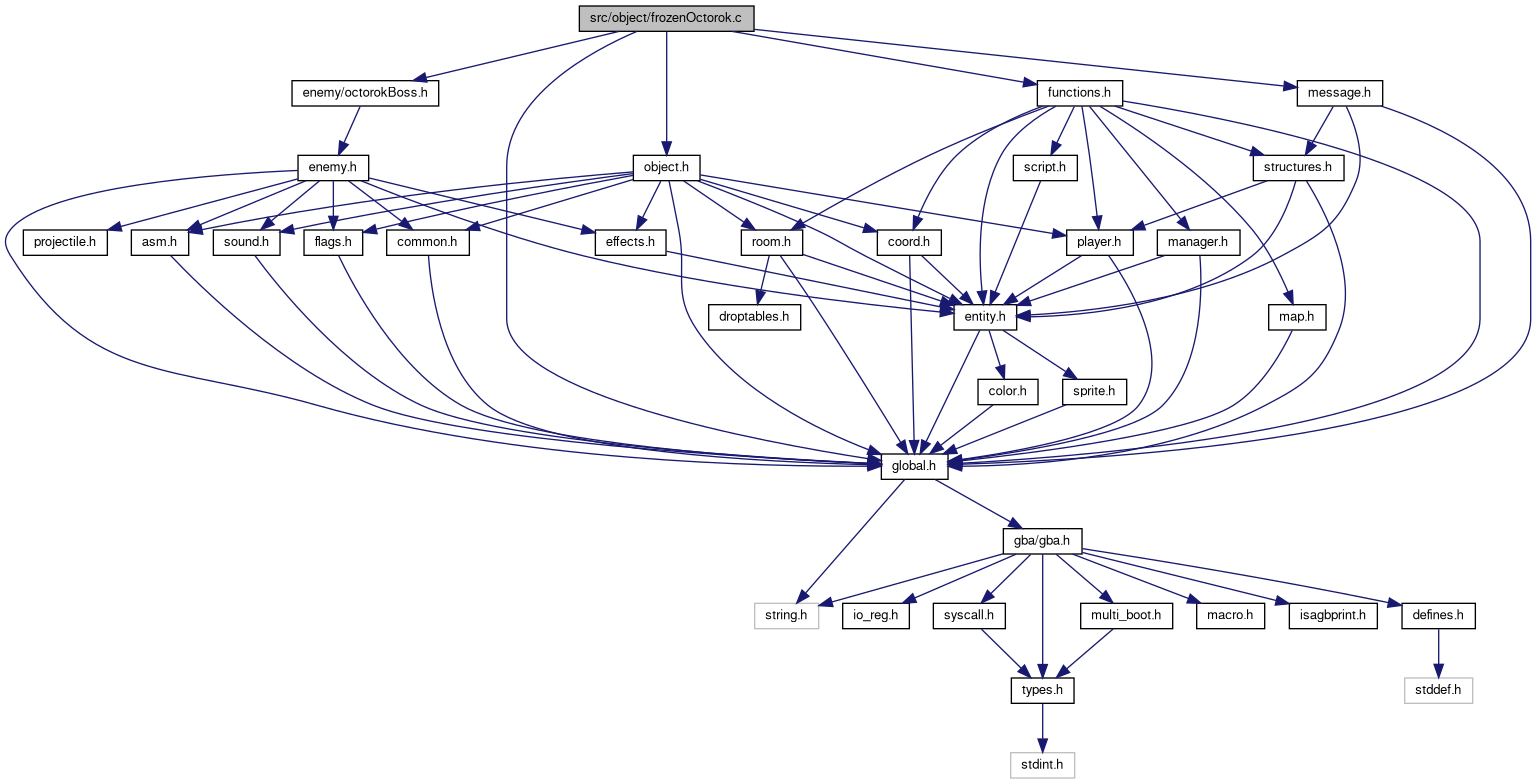 src/object/frozenOctorok.c
enemy/octorokBoss.h
functions.h
message.h
enemy.h
object.h
script.h
structures.h
projectile.h
asm.h
sound.h
flags.h
common.h
effects.h
room.h
coord.h
player.h
manager.h
droptables.h
entity.h
map.h
color.h
sprite.h
global.h
gba/gba.h
string.h
io_reg.h
syscall.h
multi_boot.h
macro.h
isagbprint.h
defines.h
types.h
stddef.h
stdint.h